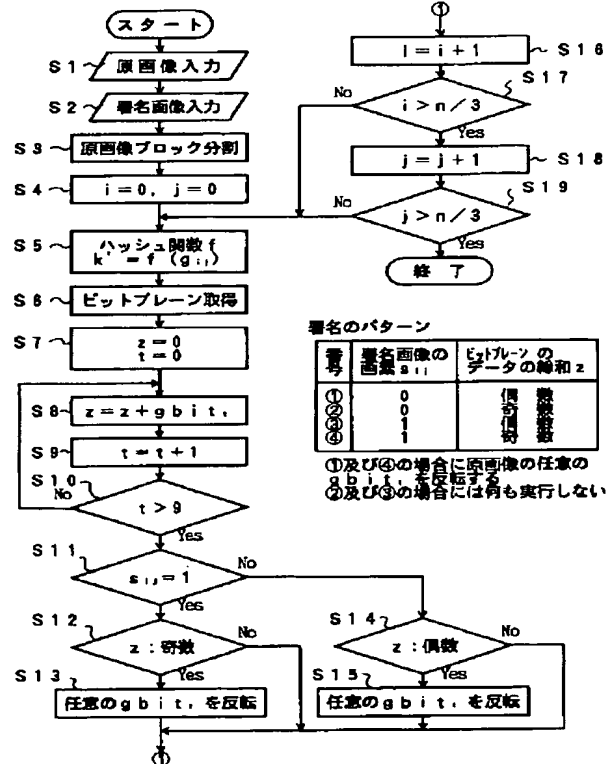 スタート
S1
原画像入力
S2
署名画像入力
S3
原画像ブロック分割
S4
i=0, j=0
S5
ハッシュ関数f
k'=f(gij)
S6
ビットプレーン取得
S7
z=0
t=0
S8
z=z+gbitt
S9
t=t+1
S10
t>9
No
Yes
S11
sij=1
No
Yes
S12
z:奇数
No
Yes
S13
任意のgbittを反転
①
S14
z:偶数
No
Yes
S15
任意のgbittを反転
①
i=i+1
S16
S17
i>n/3
No
Yes
j=j+1
S18
S19
j>n/3
No
Yes
終了
署名のパターン
番号 署名画像の画素sij ビットプレーンのデータの総和z
① 0 偶数
② 0 奇数
③ 1 偶数
④ 1 奇数
①及び④の場合に原画像の任意の
gbittを反転する
②及び③の場合には何も実行しない